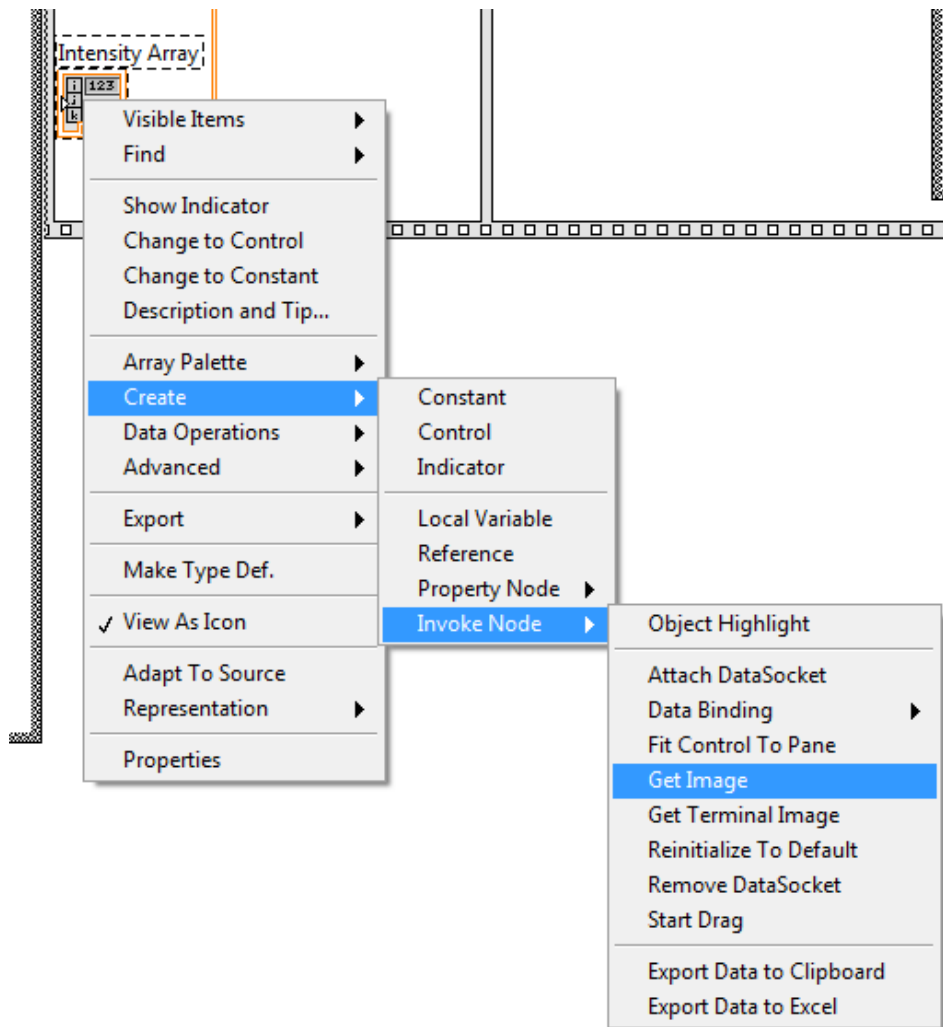 Intensity Array
i 123
j
k
Visible Items
Find
Show Indicator
Change to Control
Change to Constant
Description and Tip...
Array Palette
Create
Data Operations
Advanced
Export
Make Type Def.
View As Icon
Adapt To Source
Representation
Properties
Constant
Control
Indicator
Local Variable
Reference
Property Node
Invoke Node
Object Highlight
Attach DataSocket
Data Binding
Fit Control To Pane
Get Image
Get Terminal Image
Reinitialize To Default
Remove DataSocket
Start Drag
Export Data to Clipboard
Export Data to Excel